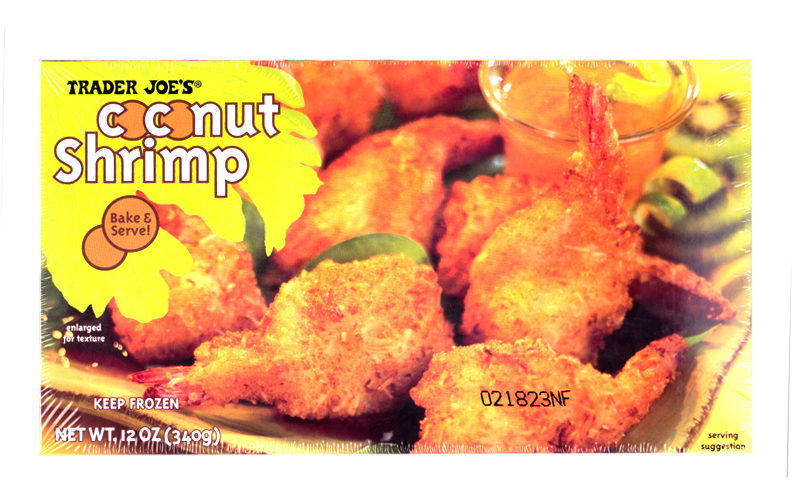 TRADER JOE'S®
coconut
Shrimp
Bake &
Serve!
enlarged
for texture
KEEP FROZEN
NET WT. 12 OZ (340g)
021823NF
serving
suggestion